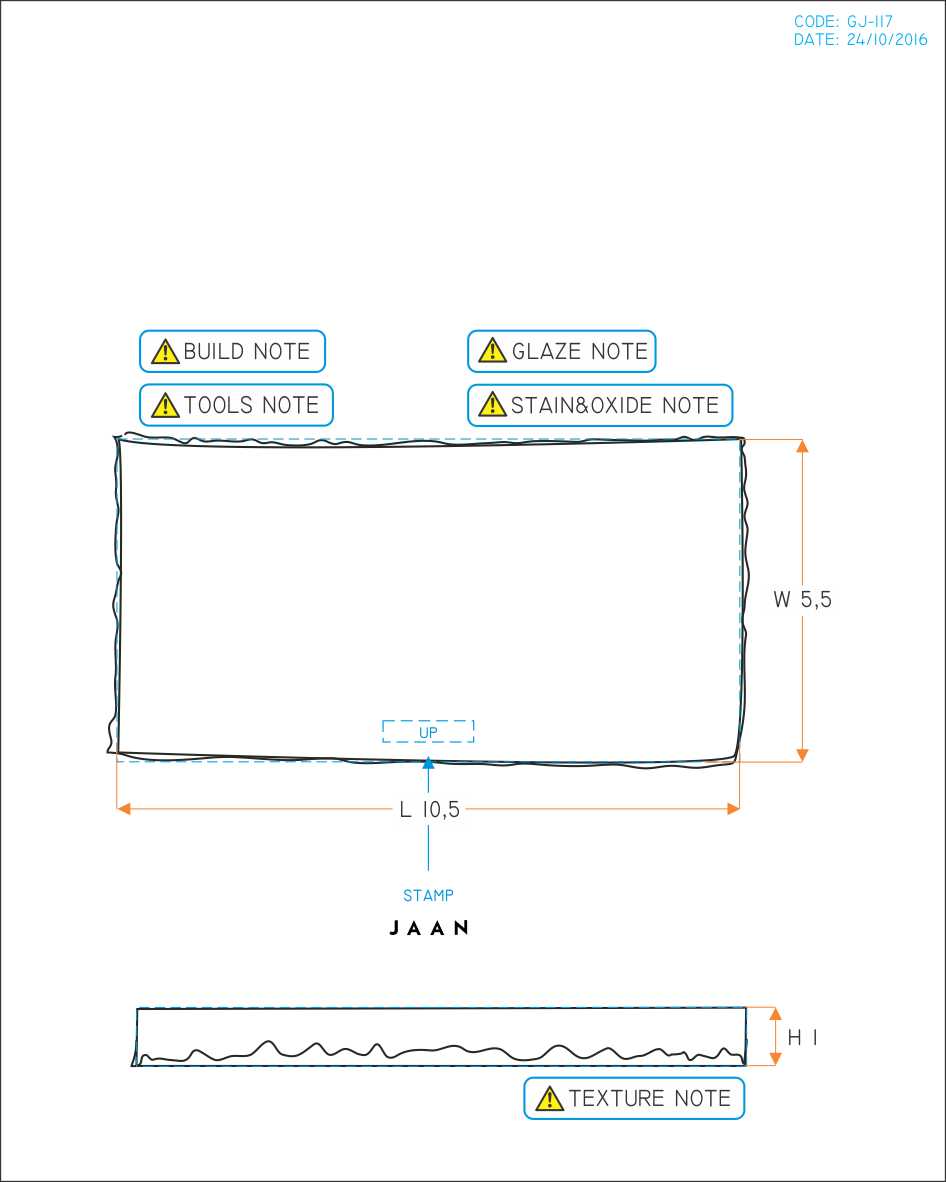 CODE: GJ-117
DATE: 24/10/2016
BUILD NOTE
GLAZE NOTE
TOOLS NOTE
STAIN&OXIDE NOTE
W 5,5
UP
L 10,5
STAMP
JAAN
H 1
TEXTURE NOTE